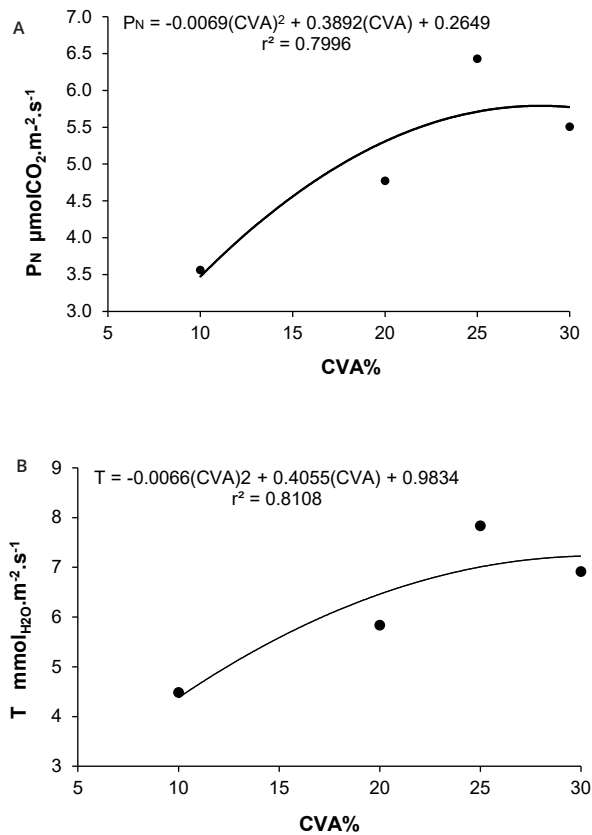 A
PN = -0.0069(CVA)² + 0.3892(CVA) + 0.2649
r² = 0.7996
7.0
6.5
6.0
5.5
5.0
4.5
4.0
3.5
3.0
PN µmolCO₂.m-².s⁻¹
5 10 15 20 25 30
CVA%
B
T = -0.0066(CVA)2 + 0.4055(CVA) + 0.9834
r² = 0.8108
9
8
7
6
5
4
3
T mmolH2O.m⁻².s⁻¹
5 10 15 20 25 30
CVA%